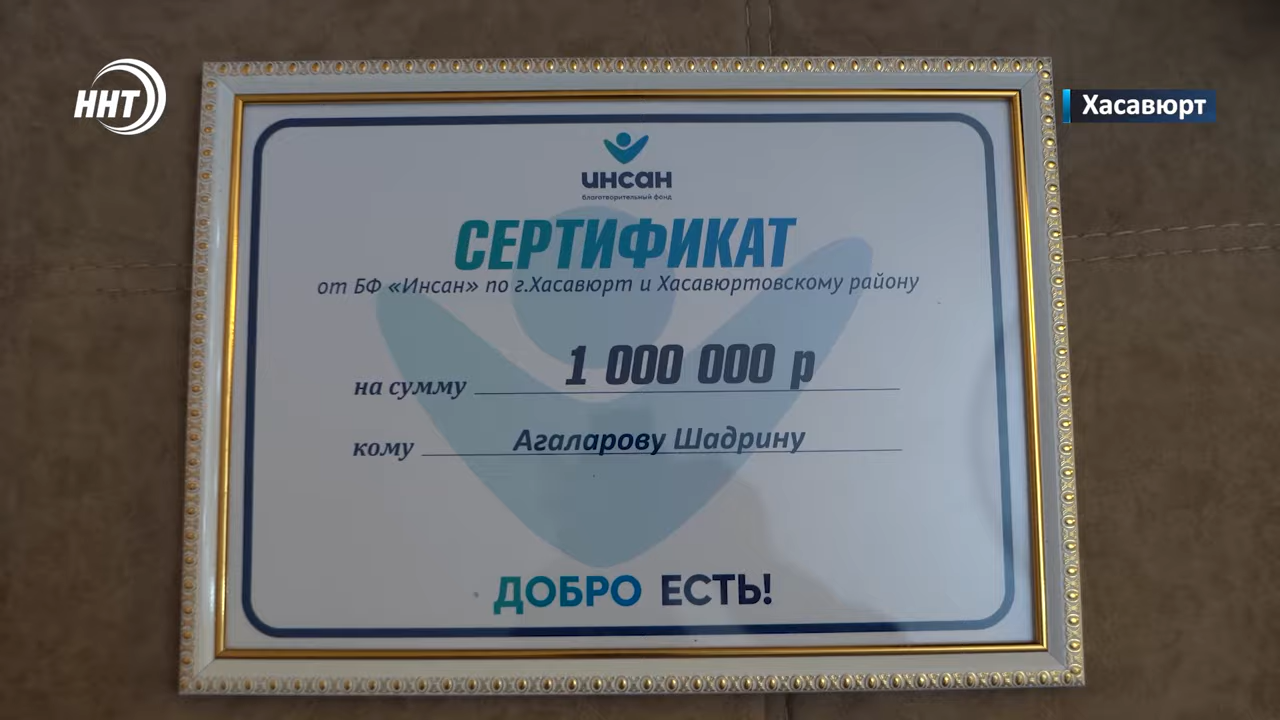 ННТ
Хасавюрт
инсан
благотворительный фонд
СЕРТИФИКАТ
от БФ «Инсан» по г.Хасавюрт и Хасавюртовскому району
на сумму 1 000 000 р
кому Агаларову Шадрину
ДОБРО ЕСТЬ!